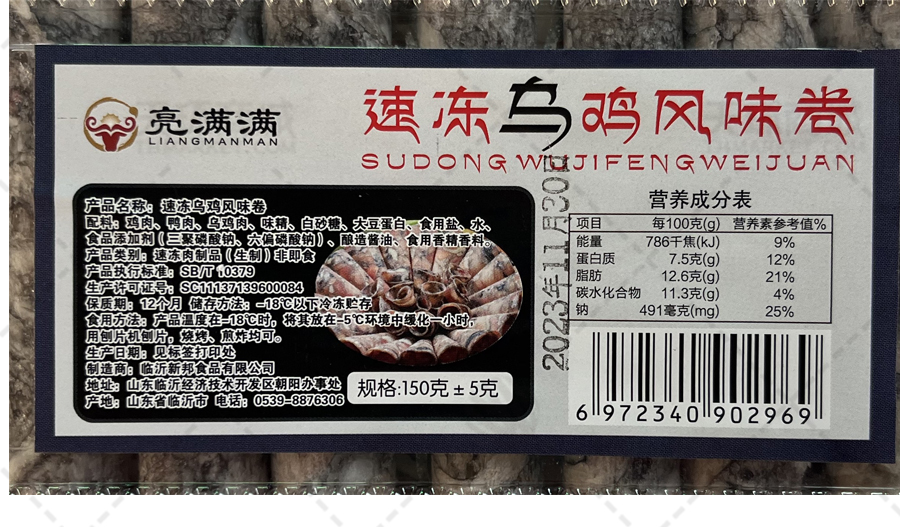 亮满满
LIANGMANMAN
速冻乌鸡风味卷
SUDONG WUJIFENGWEIJUAN
产品名称：速冻乌鸡风味卷
配料：鸡肉、鸭肉、乌鸡肉、味精、白砂糖、大豆蛋白、食用盐、水、
食品添加剂（三聚磷酸钠、六偏磷酸钠）、酿造酱油、食用香精香料。
产品类别：速冻肉制品（生制）非即食
产品执行标准：SB/T 10379
生产许可证号：SC11137139600084
保质期：12个月 储存方法：-18℃以下冷冻贮存
食用方法：产品温度在-18℃时，将其放在-5℃环境中缓化一小时，
用刨片机刨片，烧烤、煎炸均可。
生产日期：见标签打印处
制造商：临沂新邦食品有限公司
地址：山东临沂经济技术开发区朝阳办事处
产地：山东省临沂市 电话：0539-8876306
规格:150克±5克
2023年11月30日
营养成分表
项目 每100克(g) 营养素参考值%
能量 786千焦(kJ) 9%
蛋白质 7.5克(g) 12%
脂肪 12.6克(g) 21%
碳水化合物 11.3克(g) 4%
钠 491毫克(mg) 25%
6 972340 902969